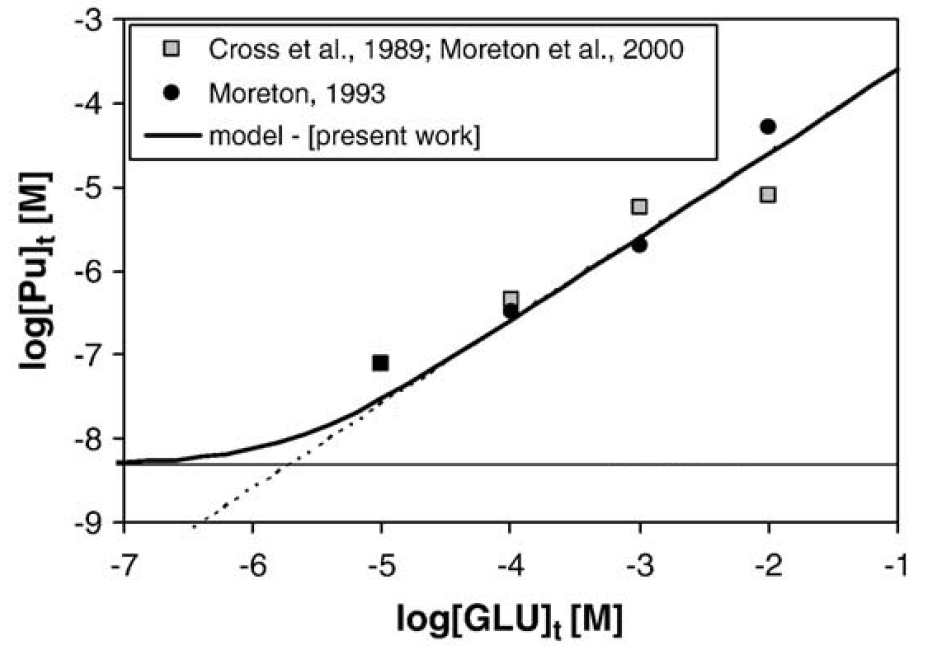 -3
-4
-5
-6
-7
-8
-9
log[Pu]t [M]
Cross et al., 1989; Moreton et al., 2000
Moreton, 1993
model - [present work]
-7 -6 -5 -4 -3 -2 -1
log[GLU]t [M]